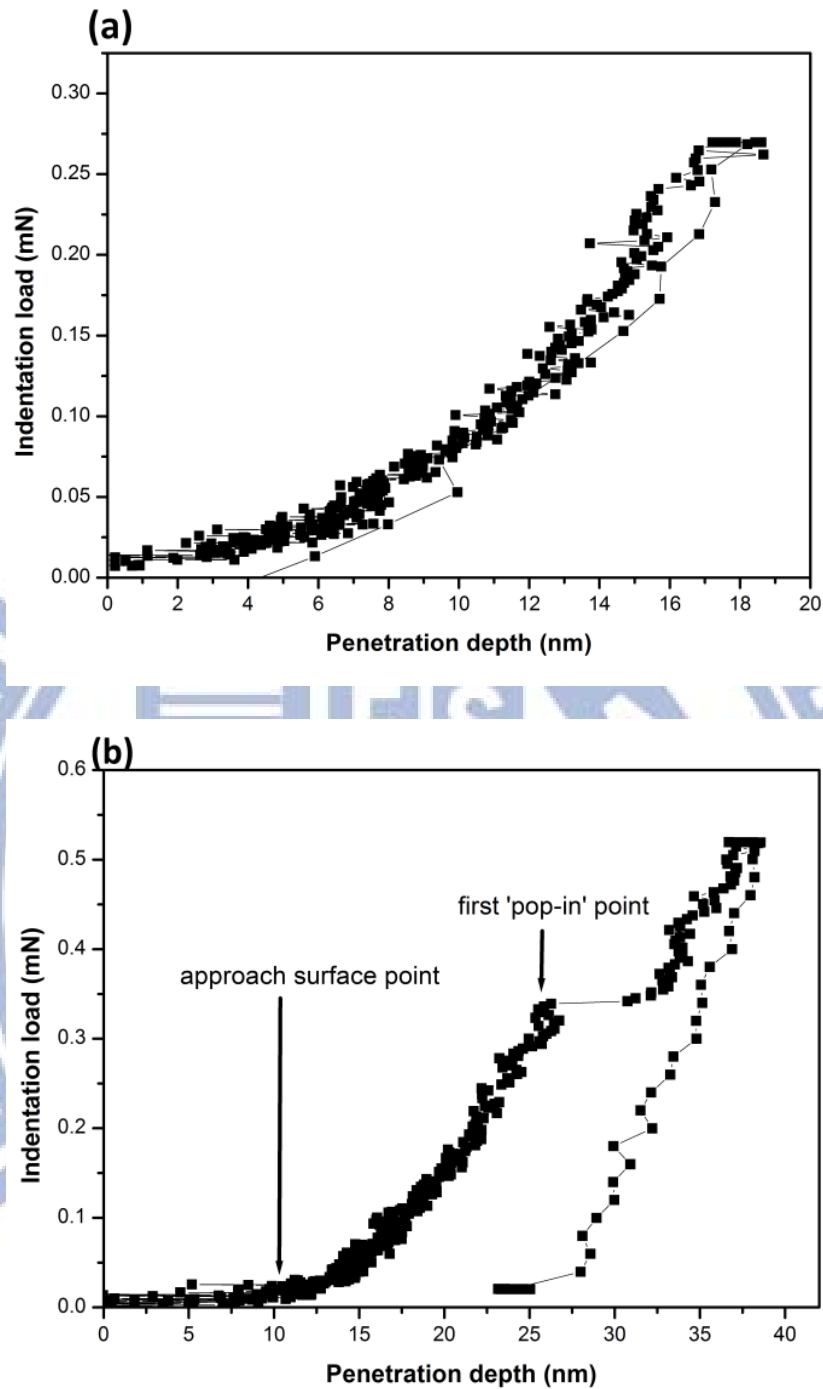 (a)
0.30
0.25
0.20
0.15
0.10
0.05
0.00
Indentation load (mN)
0 2 4 6 8 10 12 14 16 18 20
Penetration depth (nm)
(b)
0.6
0.5
0.4
0.3
0.2
0.1
0.0
Indentation load (mN)
first 'pop-in' point
approach surface point
0 5 10 15 20 25 30 35 40
Penetration depth (nm)